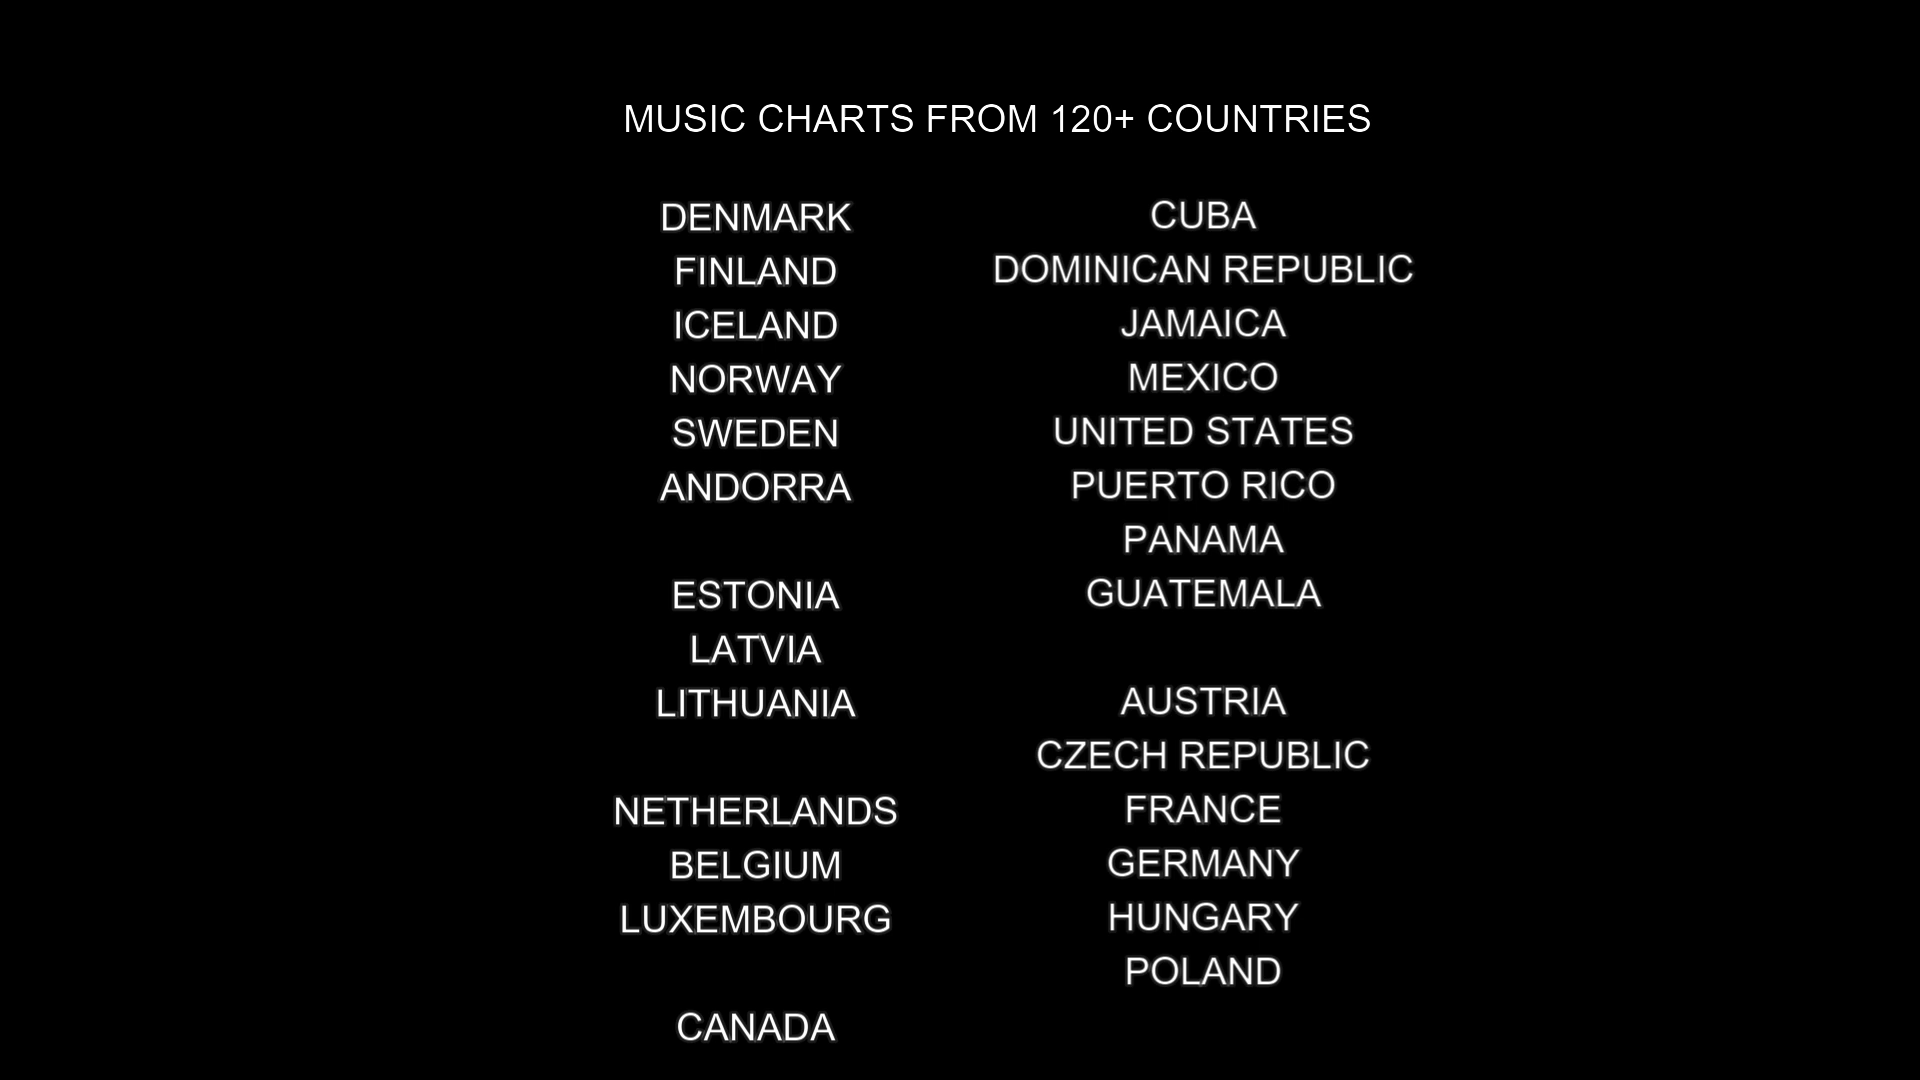 MUSIC CHARTS FROM 120+ COUNTRIES
DENMARK
FINLAND
ICELAND
NORWAY
SWEDEN
ANDORRA
ESTONIA
LATVIA
LITHUANIA
NETHERLANDS
BELGIUM
LUXEMBOURG
CANADA
CUBA
DOMINICAN REPUBLIC
JAMAICA
MEXICO
UNITED STATES
PUERTO RICO
PANAMA
GUATEMALA
AUSTRIA
CZECH REPUBLIC
FRANCE
GERMANY
HUNGARY
POLAND